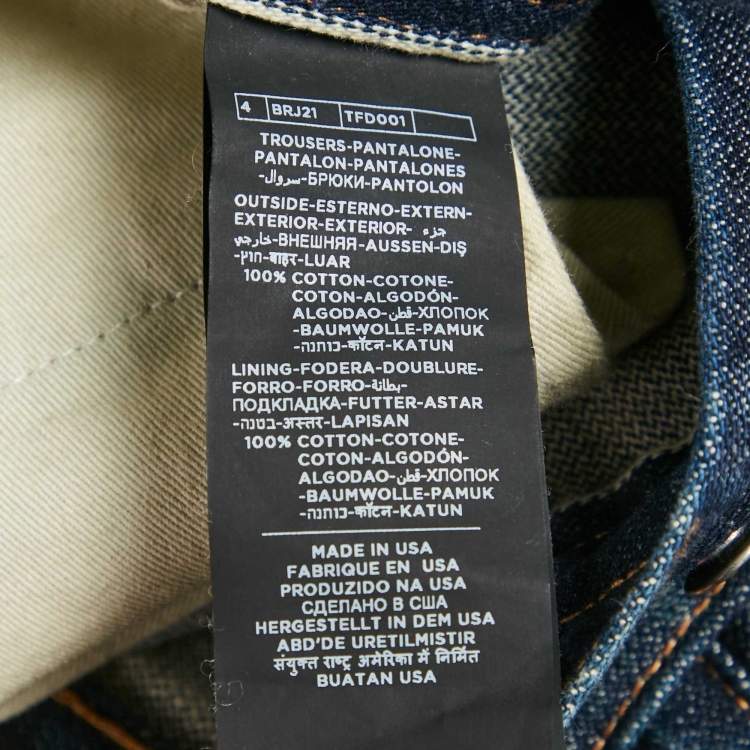 4 BRJ21 TFD001
TROUSERS-PANTALONE-
PANTALON-PANTALONES
-سروال-БРЮКИ-PANTOLON
OUTSIDE-ESTERNO-EXTERN-
EXTERIOR-EXTERIOR- جزء
خارجي-ВНЕШНЯЯ-AUSSEN-DIŞ
-חוץ-बाहर-LUAR
100% COTTON-COTONE-
COTON-ALGODÓN-
ALGODAO-قطن-ХЛОПОК
-BAUMWOLLE-PAMUK
-כותנה-कॉटन-KATUN
LINING-FODERA-DOUBLURE-
FORRO-FORRO-بطانة-
ПОДКЛАДКА-FUTTER-ASTAR
-בטנה-अस्तर-LAPISAN
100% COTTON-COTONE-
COTON-ALGODÓN-
ALGODAO-قطن-ХЛОПОК
-BAUMWOLLE-PAMUK
-כותנה-कॉटन-KATUN
MADE IN USA
FABRIQUE EN USA
PRODUZIDO NA USA
СДЕЛАНО В США
HERGESTELLT IN DEM USA
ABD'DE URETILMISTIR
संयुक्त राष्ट्र अमेरिका में निर्मित
BUATAN USA